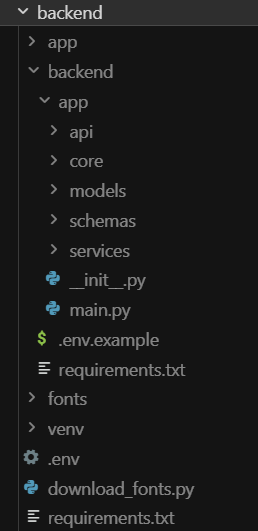 backend
app
backend
app
api
core
models
schemas
services
__init__.py
main.py
.env.example
requirements.txt
fonts
venv
.env
download_fonts.py
requirements.txt